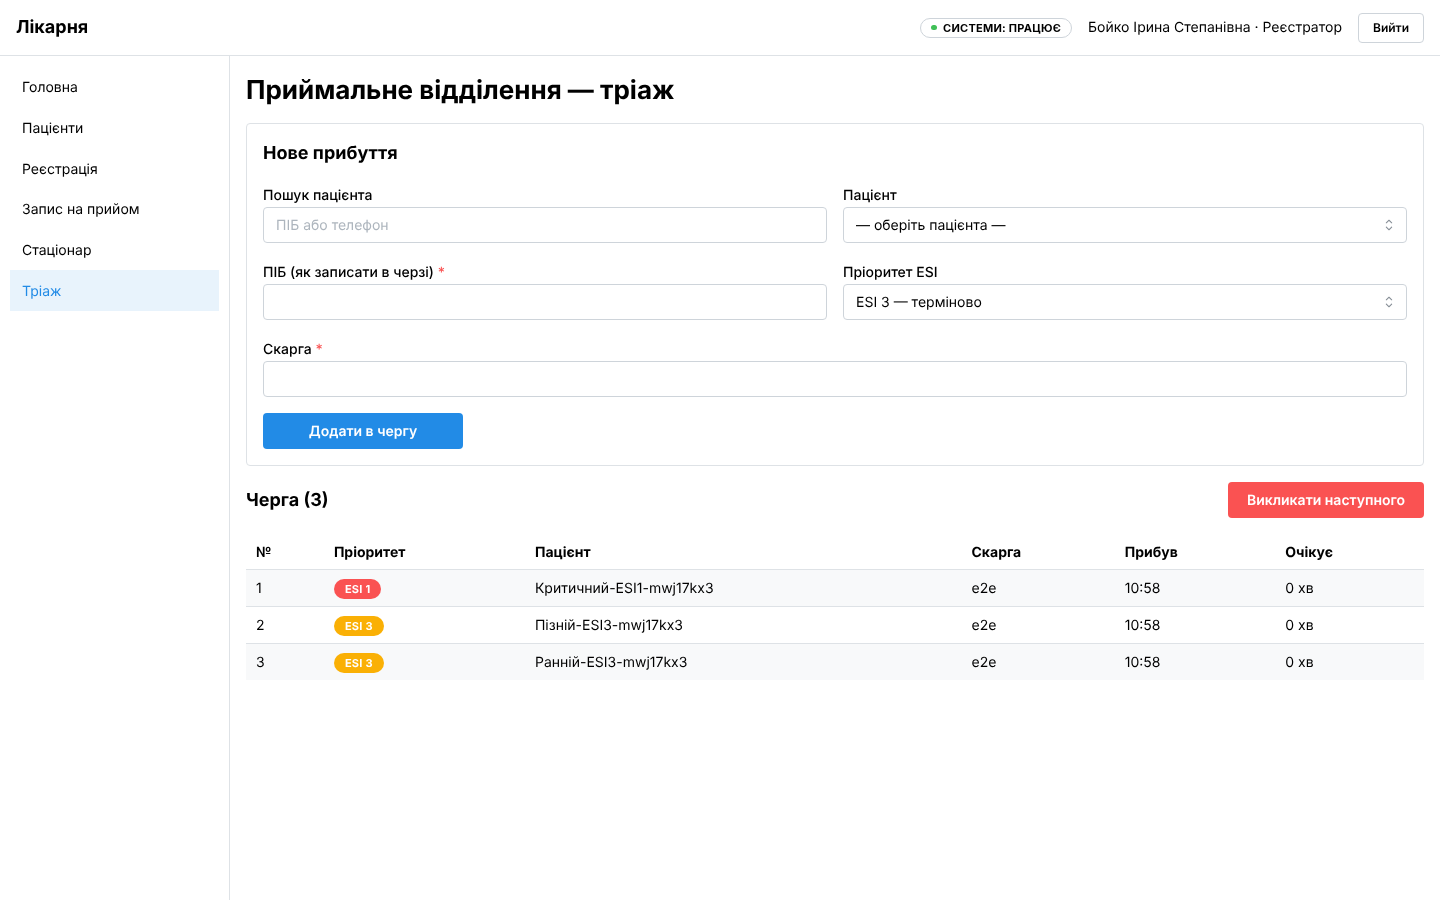 Лікарня
СИСТЕМИ: ПРАЦЮЄ
Бойко Ірина Степанівна · Реєстратор
Вийти
Головна
Пацієнти
Реєстрація
Запис на прийом
Стаціонар
Тріаж
Приймальне відділення — тріаж
Нове прибуття
Пошук пацієнта
Пацієнт
ПІБ або телефон
— оберіть пацієнта —
ПІБ (як записати в черзі) *
Пріоритет ESI
ESI 3 — терміново
Скарга *
Додати в чергу
Черга (3)
Викликати наступного
№ Пріоритет Пацієнт Скарга Прибув Очікує
1 ESI 1 Критичний-ESI1-mwj17kx3 e2e 10:58 0 хв
2 ESI 3 Пізній-ESI3-mwj17kx3 e2e 10:58 0 хв
3 ESI 3 Ранній-ESI3-mwj17kx3 e2e 10:58 0 хв